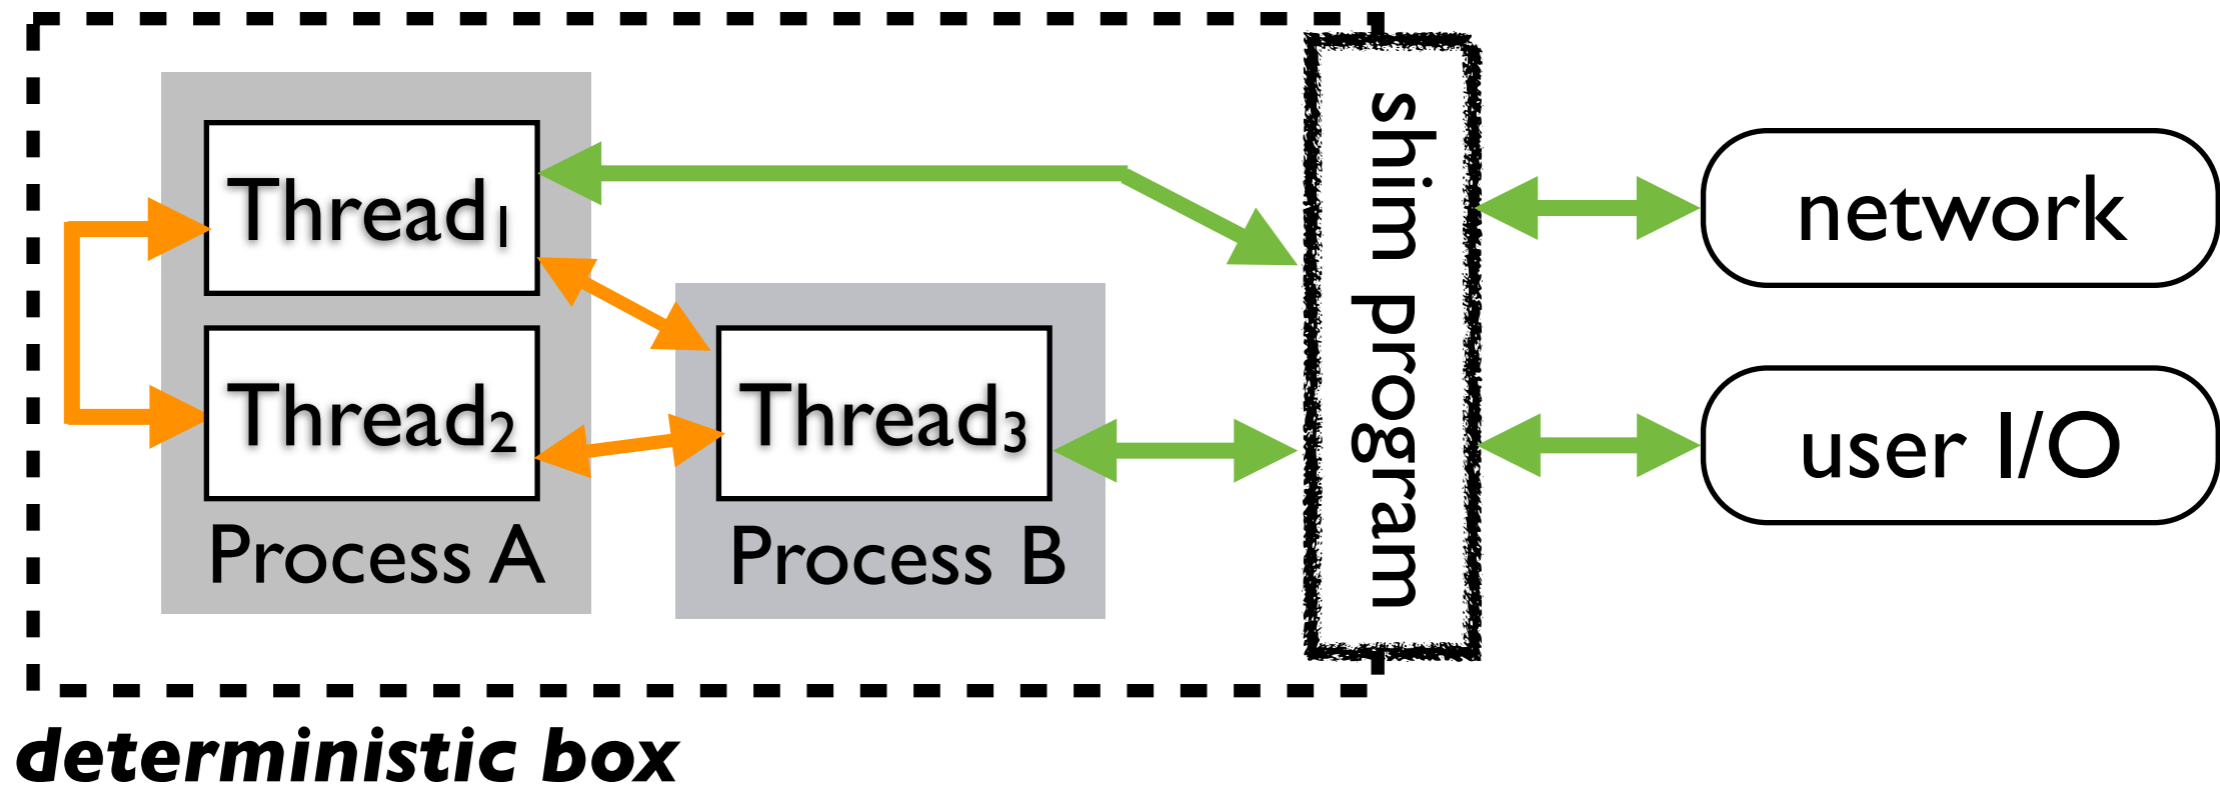 Thread₁
Thread₂
Process A
Thread₃
Process B
shim program
network
user I/O
deterministic box